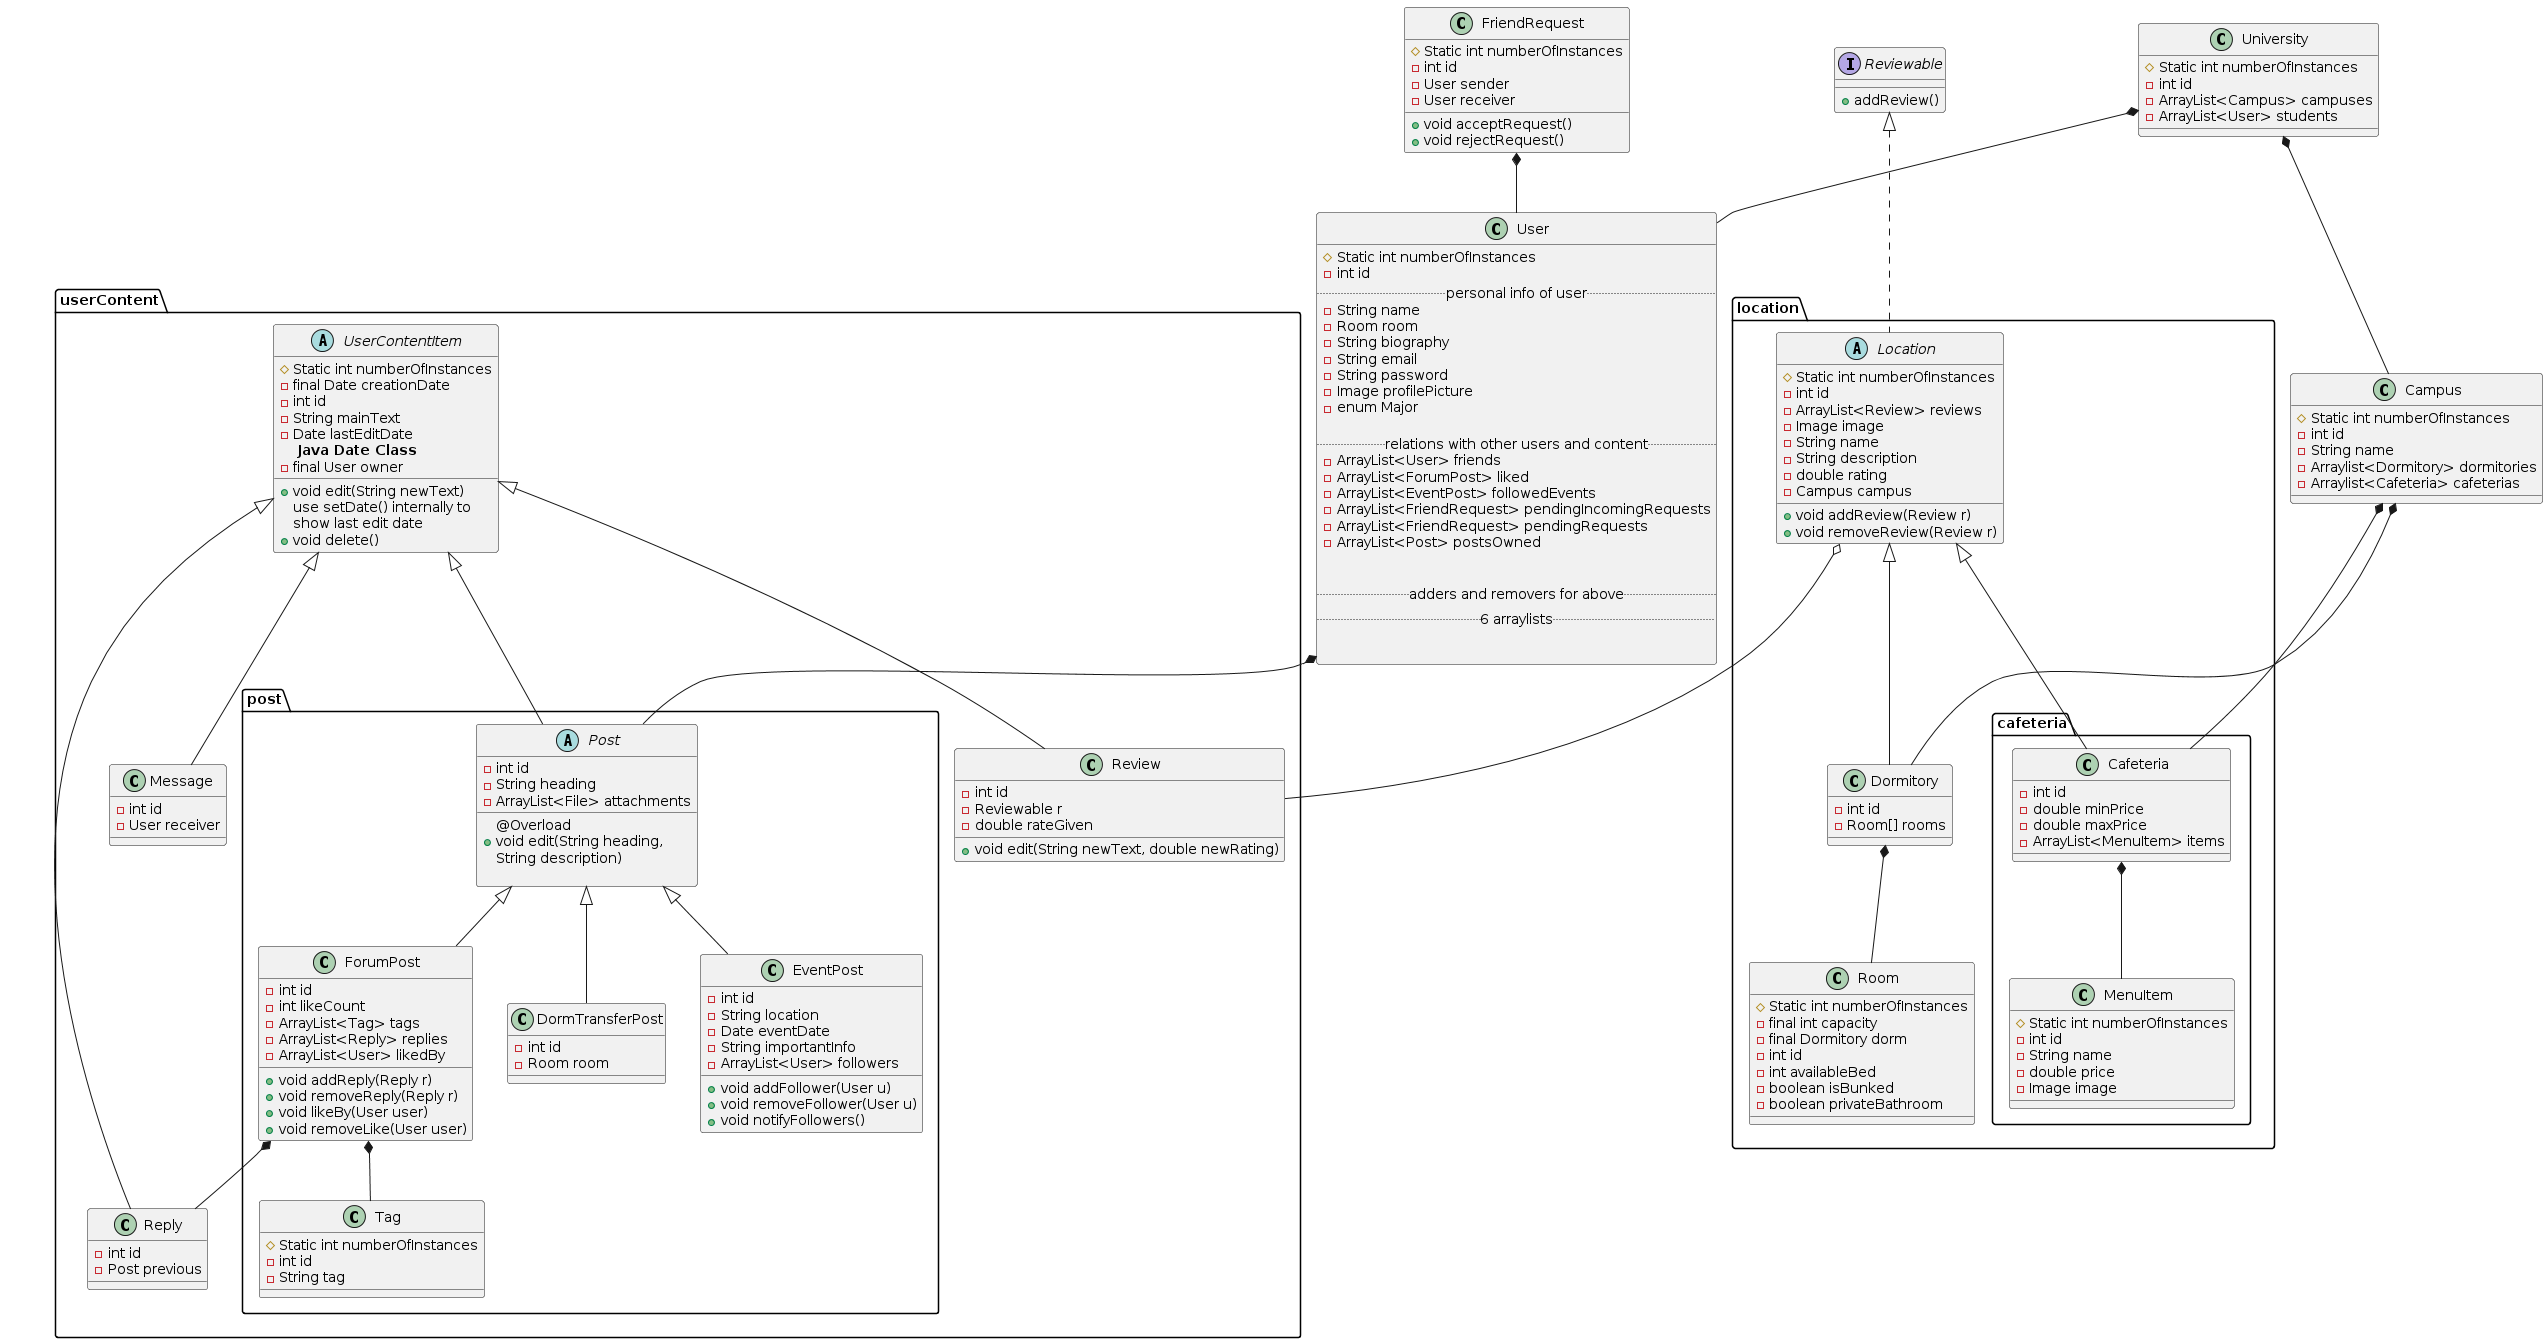 FriendRequest
Static int numberOfInstances
int id
User sender
User receiver
void acceptRequest()
void rejectRequest()
Reviewable
addReview()
University
Static int numberOfInstances
int id
ArrayList<Campus> campuses
ArrayList<User> students
User
Static int numberOfInstances
int id
personal info of user
String name
Room room
String biography
String email
String password
Image profilePicture
enum Major
relations with other users and content
ArrayList<User> friends
ArrayList<ForumPost> liked
ArrayList<EventPost> followedEvents
ArrayList<FriendRequest> pendingIncomingRequests
ArrayList<FriendRequest> pendingRequests
ArrayList<Post> postsOwned
adders and removers for above
6 arraylists
userContent
UserContentItem
Static int numberOfInstances
final Date creationDate
int id
String mainText
Date lastEditDate
Java Date Class
final User owner
void edit(String newText)
use setDate() internally to
show last edit date
void delete()
location
Location
Static int numberOfInstances
int id
ArrayList<Review> reviews
Image image
String name
String description
double rating
Campus campus
void addReview(Review r)
void removeReview(Review r)
Campus
Static int numberOfInstances
int id
String name
Arraylist<Dormitory> dormitories
Arraylist<Cafeteria> cafeterias
Message
int id
User receiver
post
Post
int id
String heading
ArrayList<File> attachments
@Overload
void edit(String heading,
String description)
Review
int id
Reviewable r
double rateGiven
void edit(String newText, double newRating)
Dormitory
int id
Room[] rooms
cafeteria
Cafeteria
int id
double minPrice
double maxPrice
ArrayList<MenuItem> items
ForumPost
int id
int likeCount
ArrayList<Tag> tags
ArrayList<Reply> replies
ArrayList<User> likedBy
void addReply(Reply r)
void removeReply(Reply r)
void likeBy(User user)
void removeLike(User user)
DormTransferPost
int id
Room room
EventPost
int id
String location
Date eventDate
String importantInfo
ArrayList<User> followers
void addFollower(User u)
void removeFollower(User u)
void notifyFollowers()
Room
Static int numberOfInstances
final int capacity
final Dormitory dorm
int id
int availableBed
boolean isBunked
boolean privateBathroom
MenuItem
Static int numberOfInstances
int id
String name
double price
Image image
Reply
int id
Post previous
Tag
Static int numberOfInstances
int id
String tag